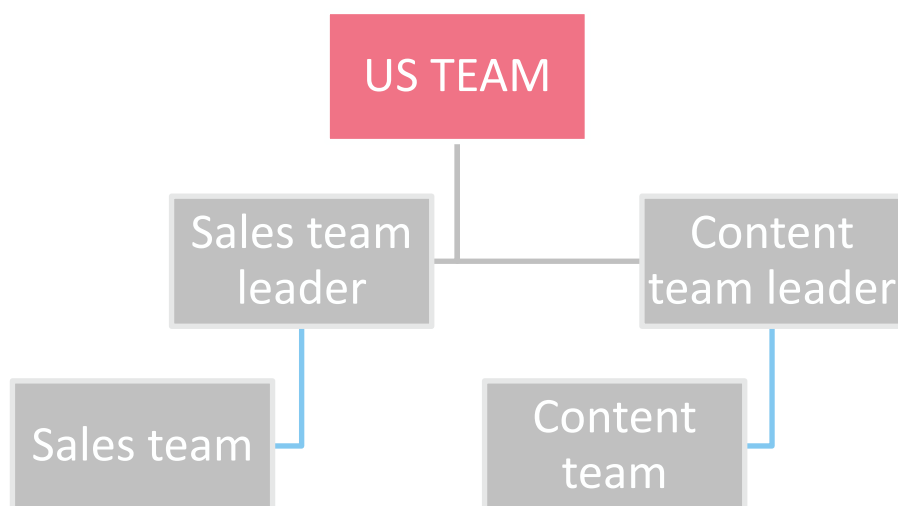 US TEAM
Sales team
leader
Content
team leader
Sales team
Content
team